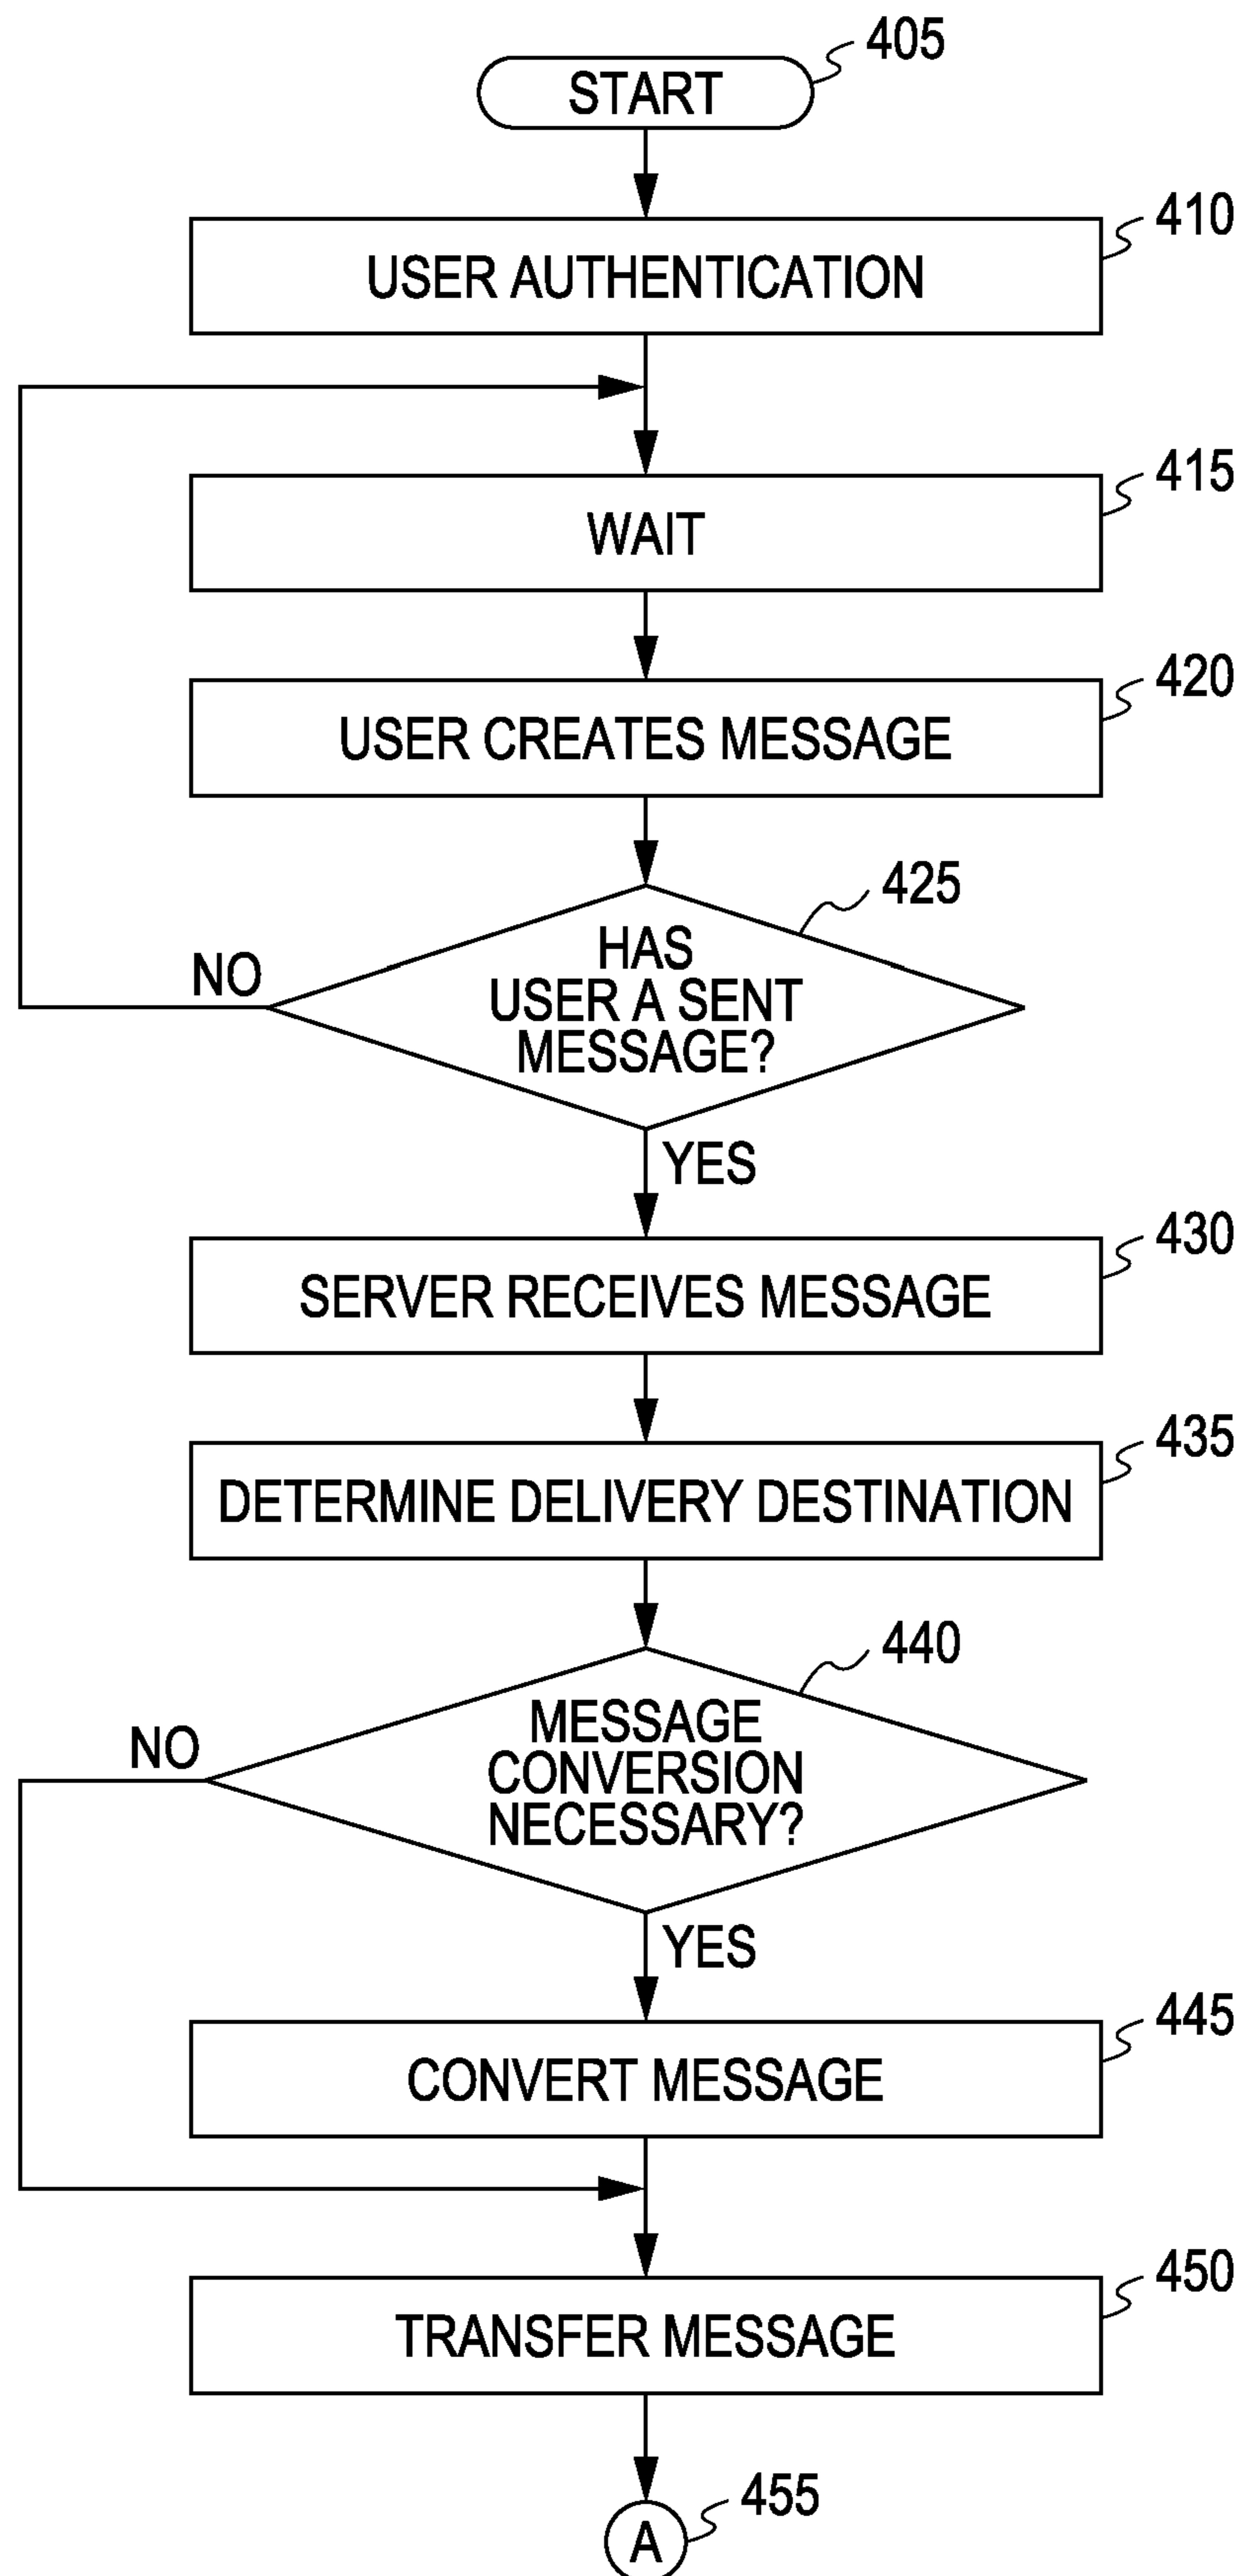 405
START
410
USER AUTHENTICATION
415
WAIT
420
USER CREATES MESSAGE
425
HAS
USER A SENT
MESSAGE?
NO
YES
430
SERVER RECEIVES MESSAGE
435
DETERMINE DELIVERY DESTINATION
440
MESSAGE
CONVERSION
NECESSARY?
NO
YES
445
CONVERT MESSAGE
450
TRANSFER MESSAGE
455
A